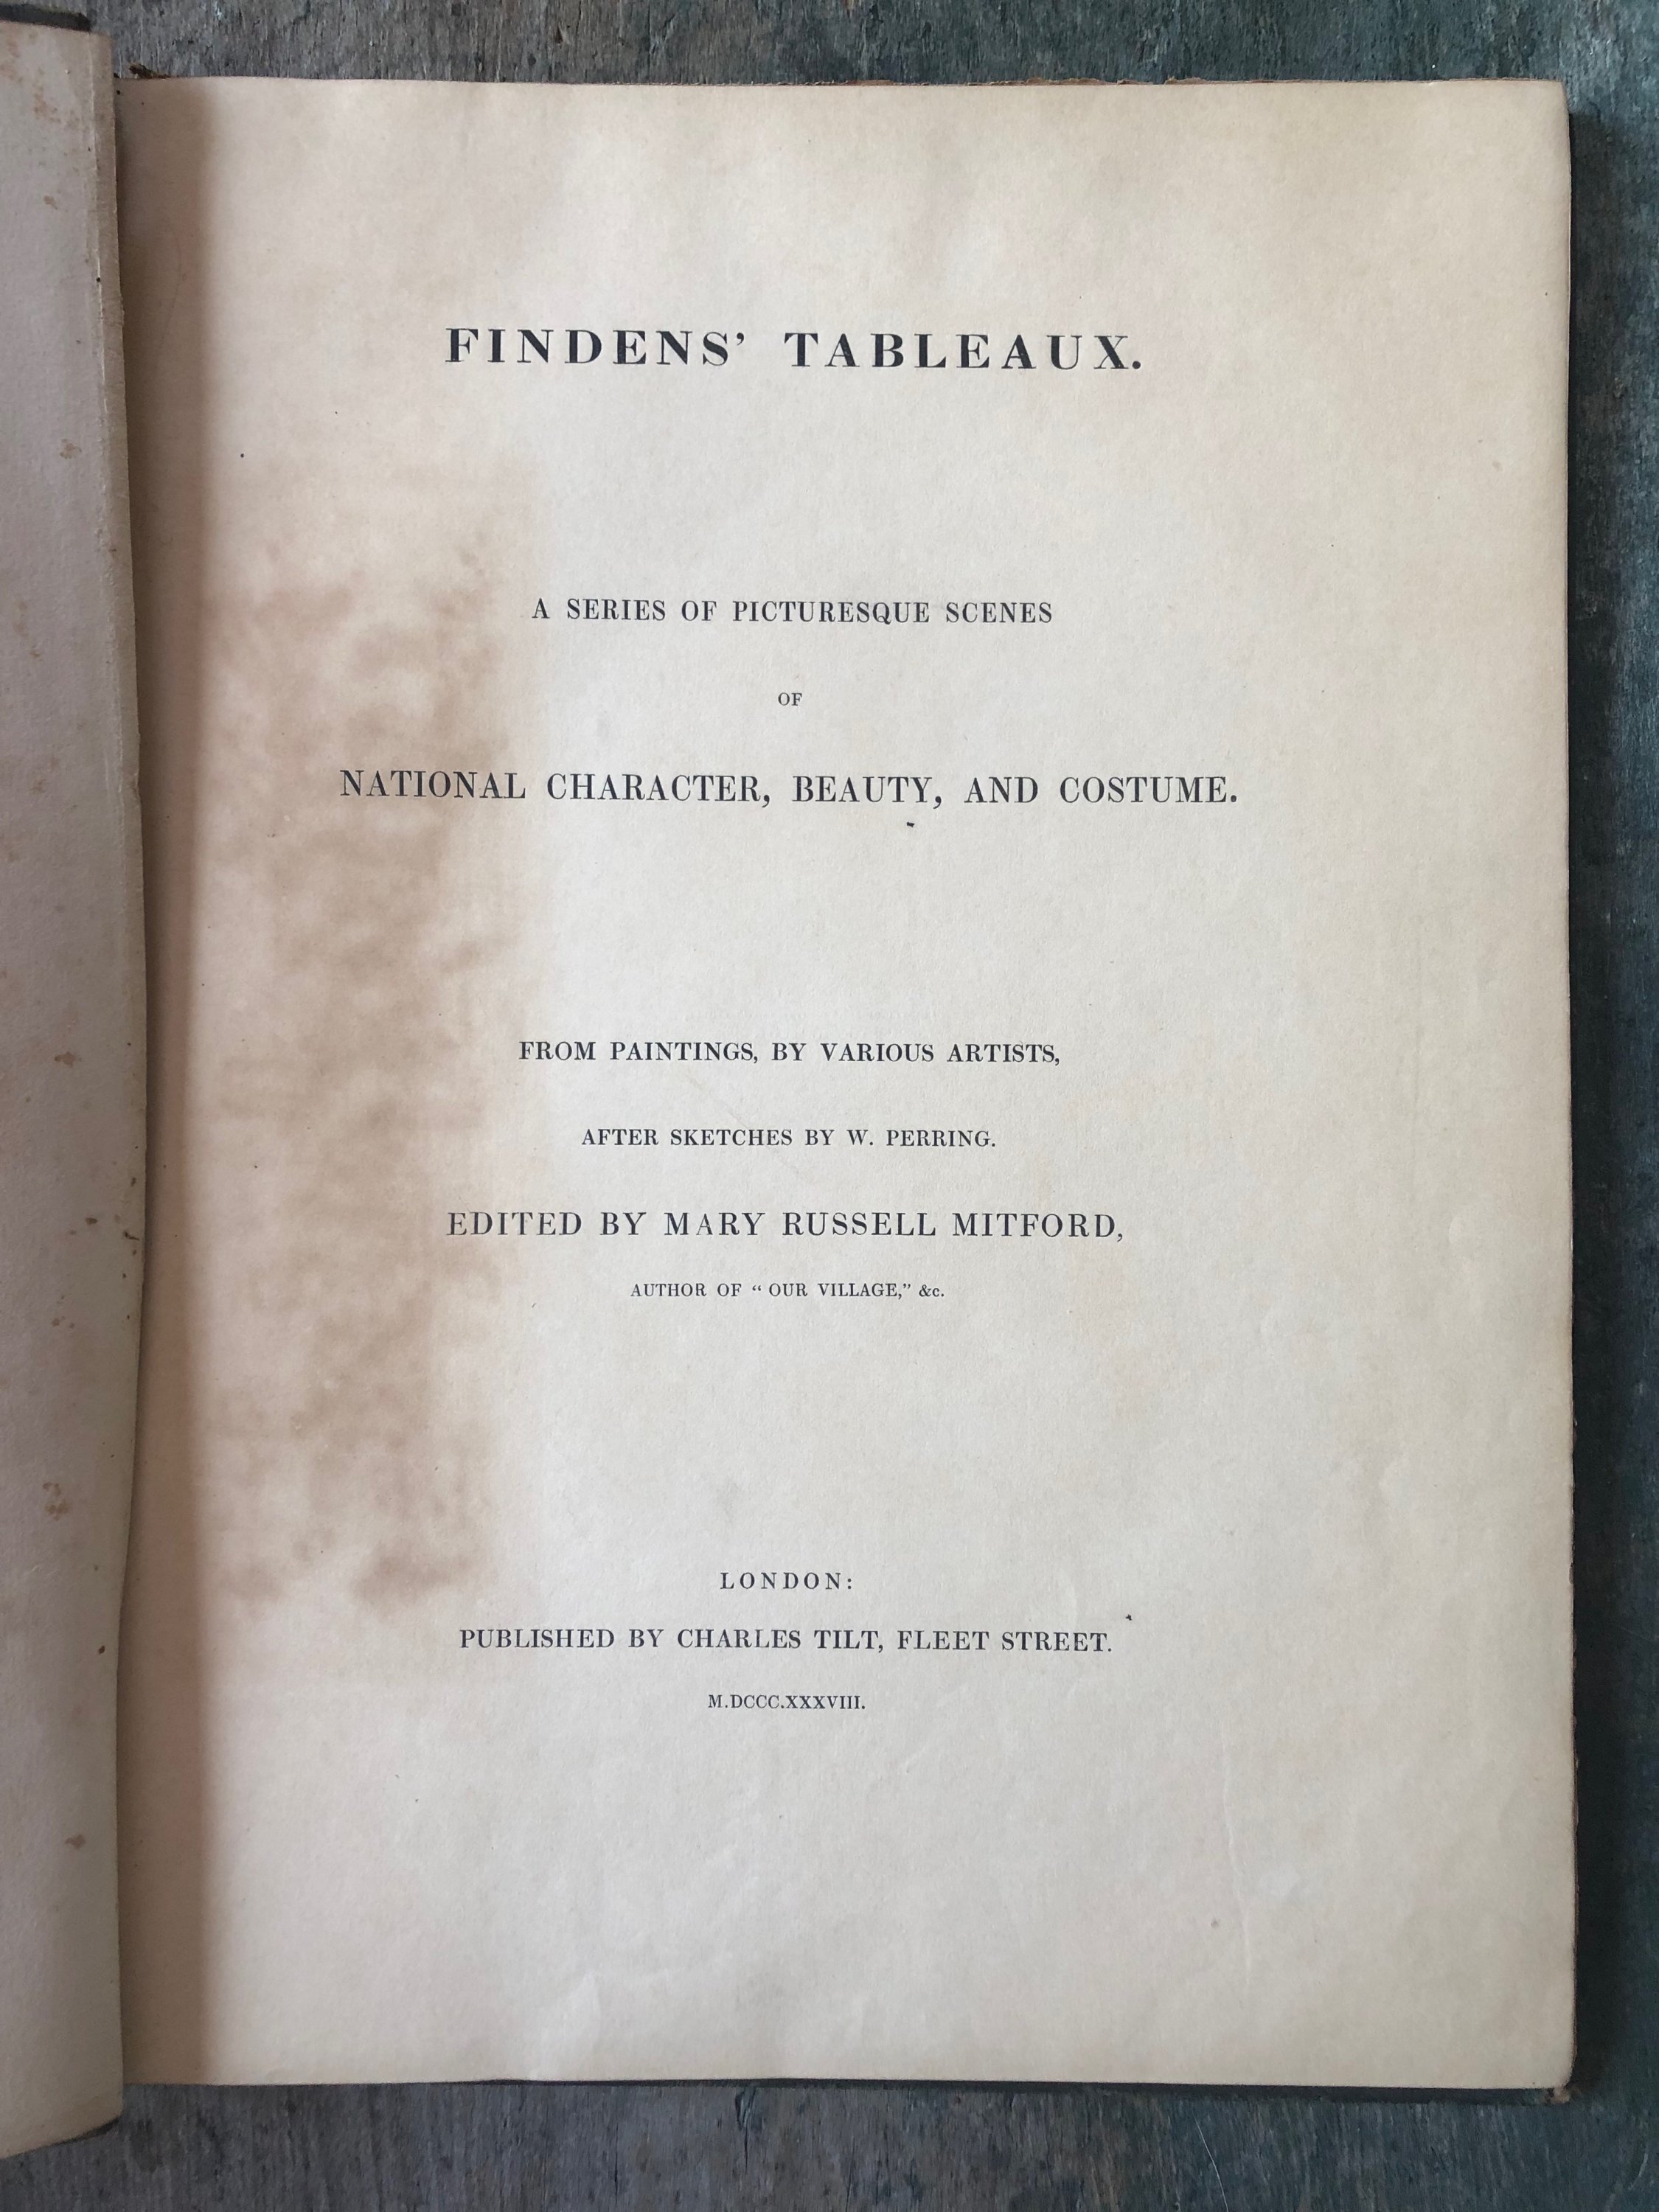 FINDENS' TABLEAUX.
A SERIES OF PICTURESQUE SCENES
OF
NATIONAL CHARACTER, BEAUTY, AND COSTUME.
FROM PAINTINGS, BY VARIOUS ARTISTS,
AFTER SKETCHES BY W. PERRING.
EDITED BY MARY RUSSELL MITFORD,
AUTHOR OF “ OUR VILLAGE,” &c.
LONDON:
PUBLISHED BY CHARLES TILT, FLEET STREET.
M.DCCC.XXXVIII.